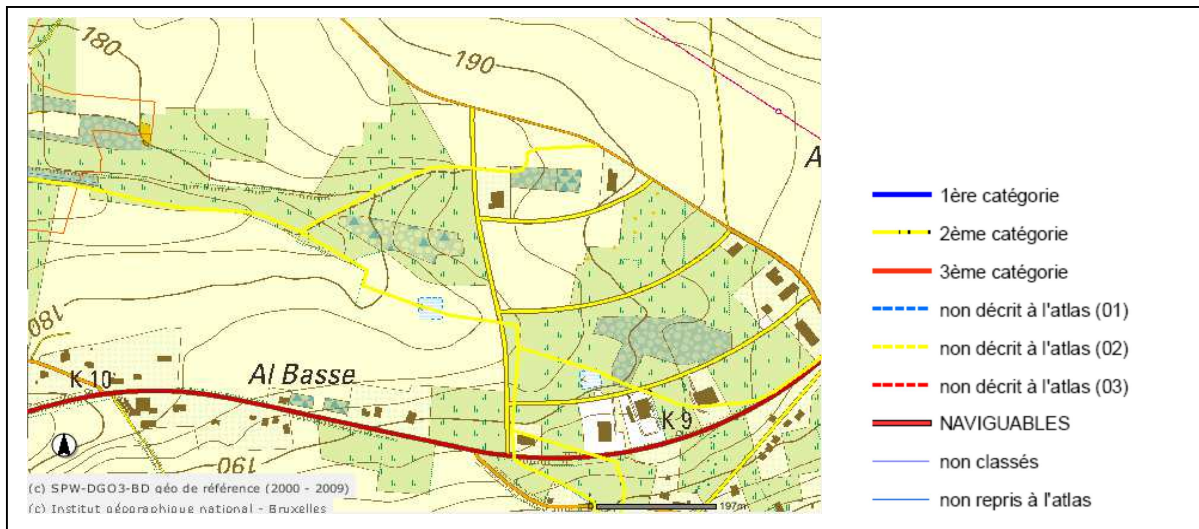 180
190
A
180
K 10
Al Basse
K 9
190
(c) SPW-DGO3-BD géo de référence (2000 - 2009)
(c) Institut géographique national - Bruxelles
0
197m
1ère catégorie
2ème catégorie
3ème catégorie
non décrit à l'atlas (01)
non décrit à l'atlas (02)
non décrit à l'atlas (03)
NAVIGUABLES
non classés
non repris à l'atlas